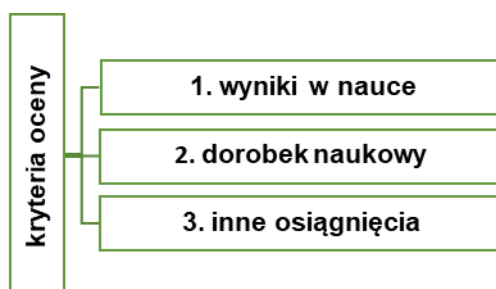 kryteria oceny
1. wyniki w nauce
2. dorobek naukowy
3. inne osiągnięcia